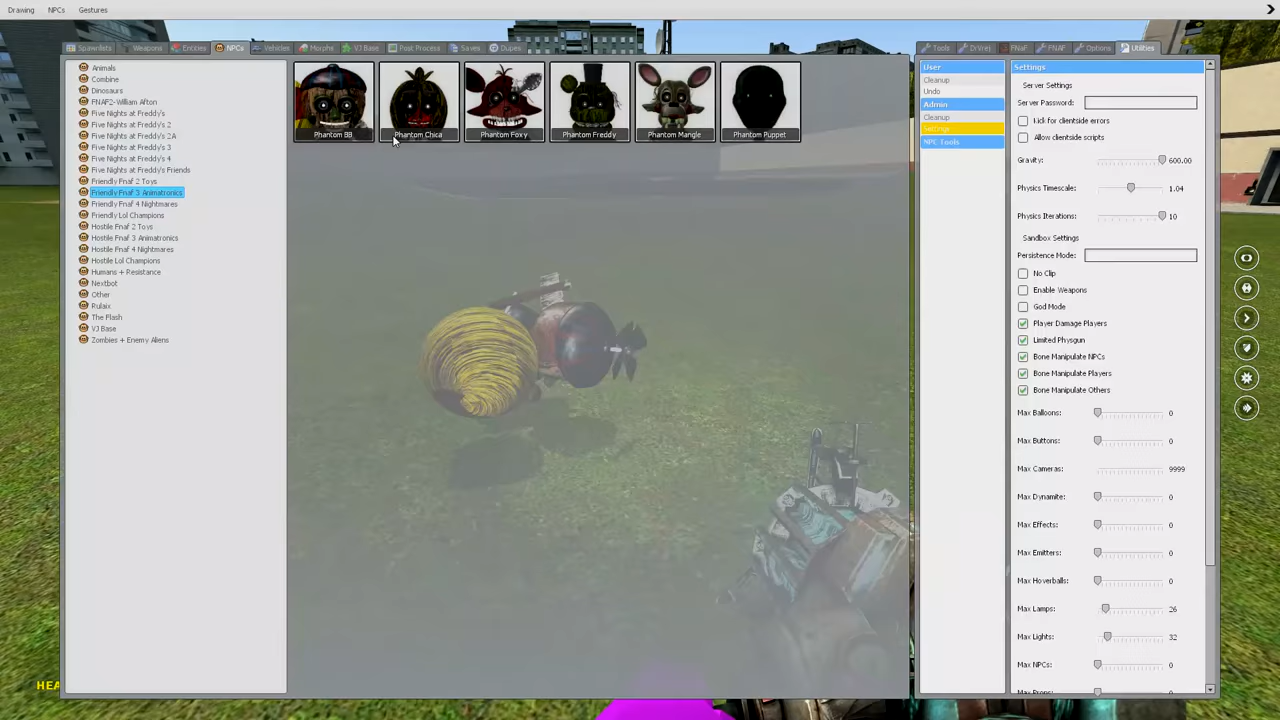 Drawing NPCs Gestures
Spawnlists Weapons Entities NPCs Vehicles Morphs VJ Base Post Process Saves Dupes
Animals
Combine
Dinosaurs
FNAF2-William Afton
Five Nights at Freddy's
Five Nights at Freddy's 2
Five Nights at Freddy's 2A
Five Nights at Freddy's 3
Five Nights at Freddy's 4
Five Nights at Freddy's Friends
Friendly Fnaf 2 Toys
Friendly Fnaf 3 Animatronics
Friendly Fnaf 4 Nightmares
Friendly Lol Champions
Hostile Fnaf 2 Toys
Hostile Fnaf 3 Animatronics
Hostile Fnaf 4 Nightmares
Hostile Lol Champions
Humans + Resistance
Nextbot
Other
Rulaix
The Flash
VJ Base
Zombies + Enemy Aliens
Phantom BB Phantom Chica Phantom Foxy Phantom Freddy Phantom Mangle Phantom Puppet
HEA
Tools FNaF FNAF Options Utilities
User
Cleanup
Undo
Admin
Cleanup
Settings
NPC Tools
Settings
Server Settings
Server Password:
Kick for clientside errors
Allow clientside scripts
Gravity: 600.00
Physics Timescale: 1.04
Physics Iterations: 10
Sandbox Settings
Persistence Mode:
No Clip
Enable Weapons
God Mode
Player Damage Players
Limited Physgun
Bone Manipulate NPCs
Bone Manipulate Players
Bone Manipulate Others
Max Balloons: 0
Max Buttons: 0
Max Cameras: 9999
Max Dynamite: 0
Max Effects: 0
Max Emitters: 0
Max Hoverballs: 0
Max Lamps: 26
Max Lights: 32
Max NPCs: 0
Max Props: 0